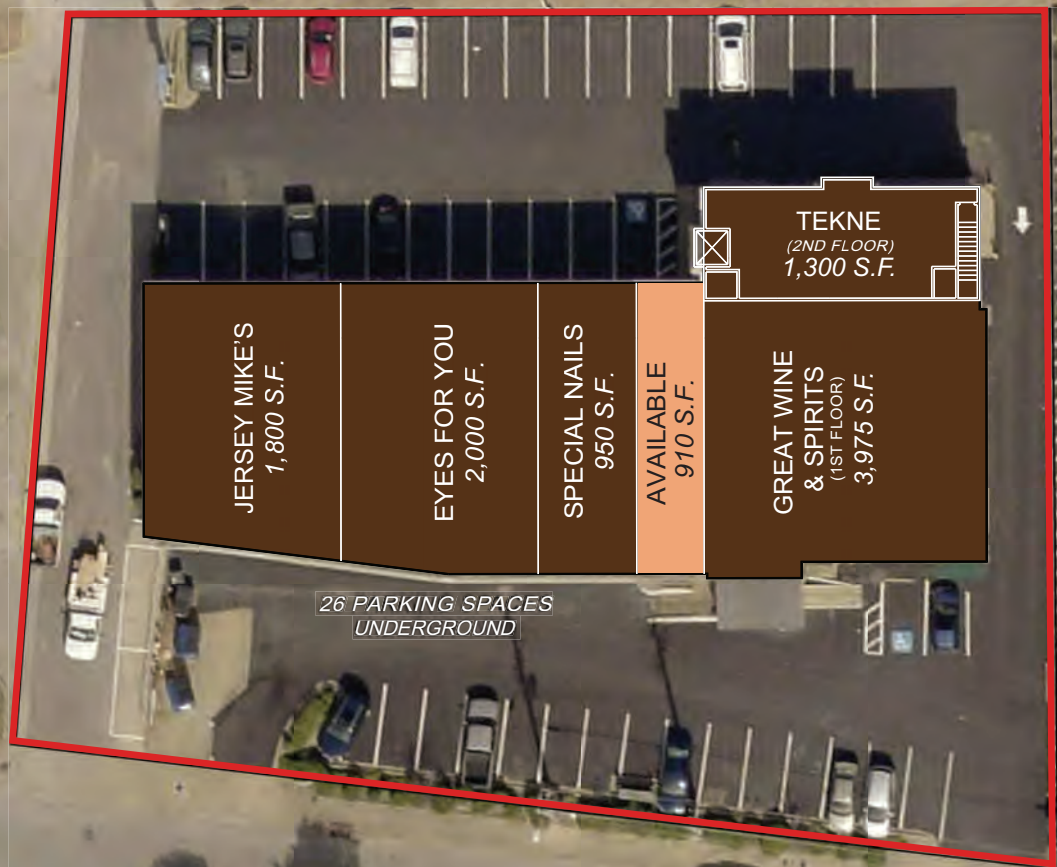 TEKNE
(2ND FLOOR)
1,300 S.F.
JERSEY MIKE'S
1,800 S.F.
EYES FOR YOU
2,000 S.F.
SPECIAL NAILS
950 S.F.
AVAILABLE
910 S.F.
GREAT WINE
& SPIRITS
(1ST FLOOR)
3,975 S.F.
26 PARKING SPACES
UNDERGROUND